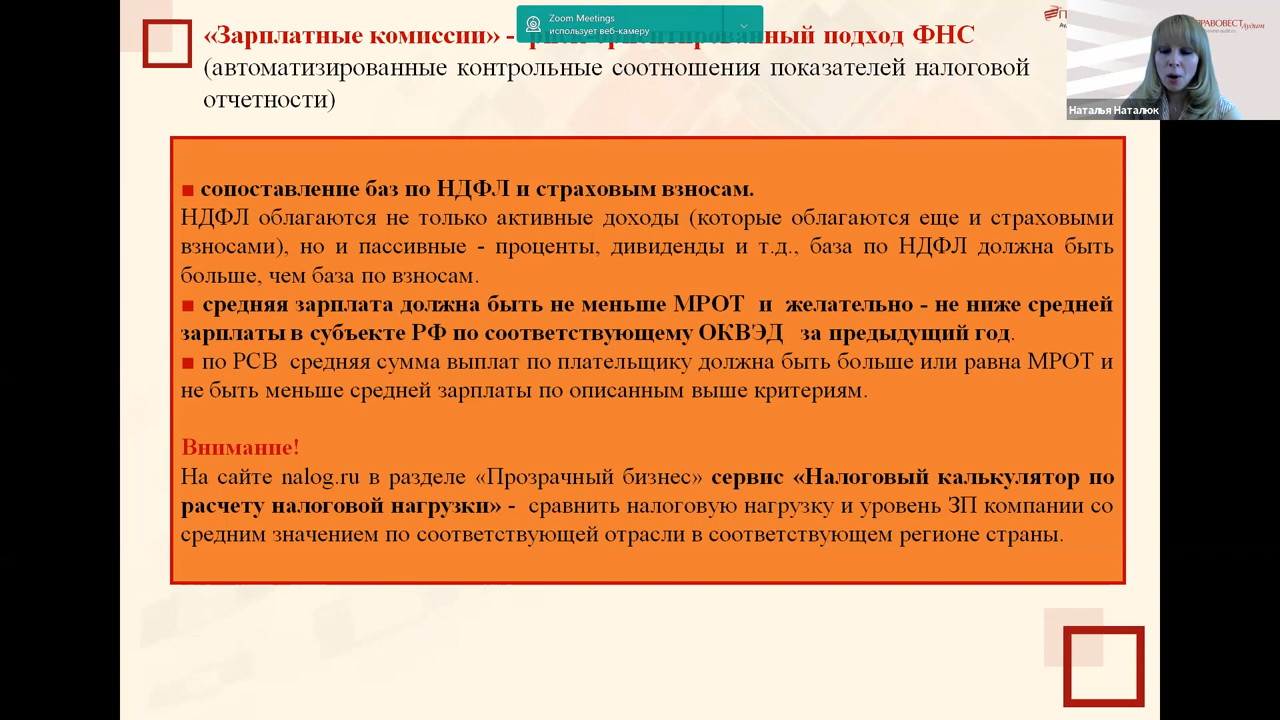 Zoom Meetings
использует веб-камеру
«Зарплатные комиссии» - нный подход ФНС
(автоматизированные контрольные соотношения показателей налоговой
отчетности)
РАВОВЕСТ Аудит
Наталья Наталюк
■ сопоставление баз по НДФЛ и страховым взносам.
НДФЛ облагаются не только активные доходы (которые облагаются еще и страховыми
взносами), но и пассивные - проценты, дивиденды и т.д., база по НДФЛ должна быть
больше, чем база по взносам.
■ средняя зарплата должна быть не меньше МРОТ и желательно - не ниже средней
зарплаты в субъекте РФ по соответствующему ОКВЭД за предыдущий год.
■ по РСВ средняя сумма выплат по плательщику должна быть больше или равна МРОТ и
не быть меньше средней зарплаты по описанным выше критериям.
Внимание!
На сайте nalog.ru в разделе «Прозрачный бизнес» сервис «Налоговый калькулятор по
расчету налоговой нагрузки» - сравнить налоговую нагрузку и уровень ЗП компании со
средним значением по соответствующей отрасли в соответствующем регионе страны.